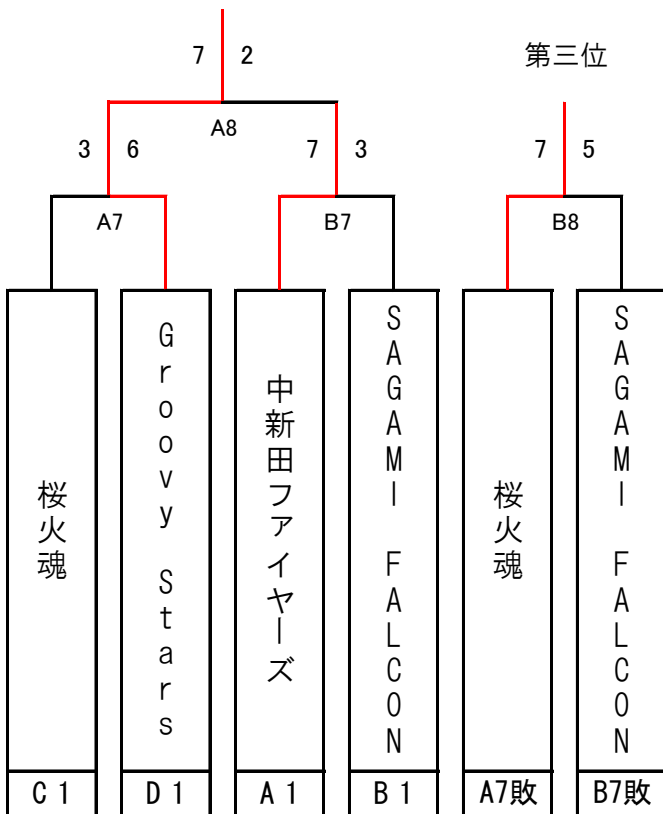 7 2
第三位
A8
3 6
7 3
7 5
A7
B7
B8
桜火魂
Groovy Stars
中新田ファイヤーズ
SAGAMI FALCON
桜火魂
SAGAMI FALCON
C1
D1
A1
B1
A7敗
B7敗